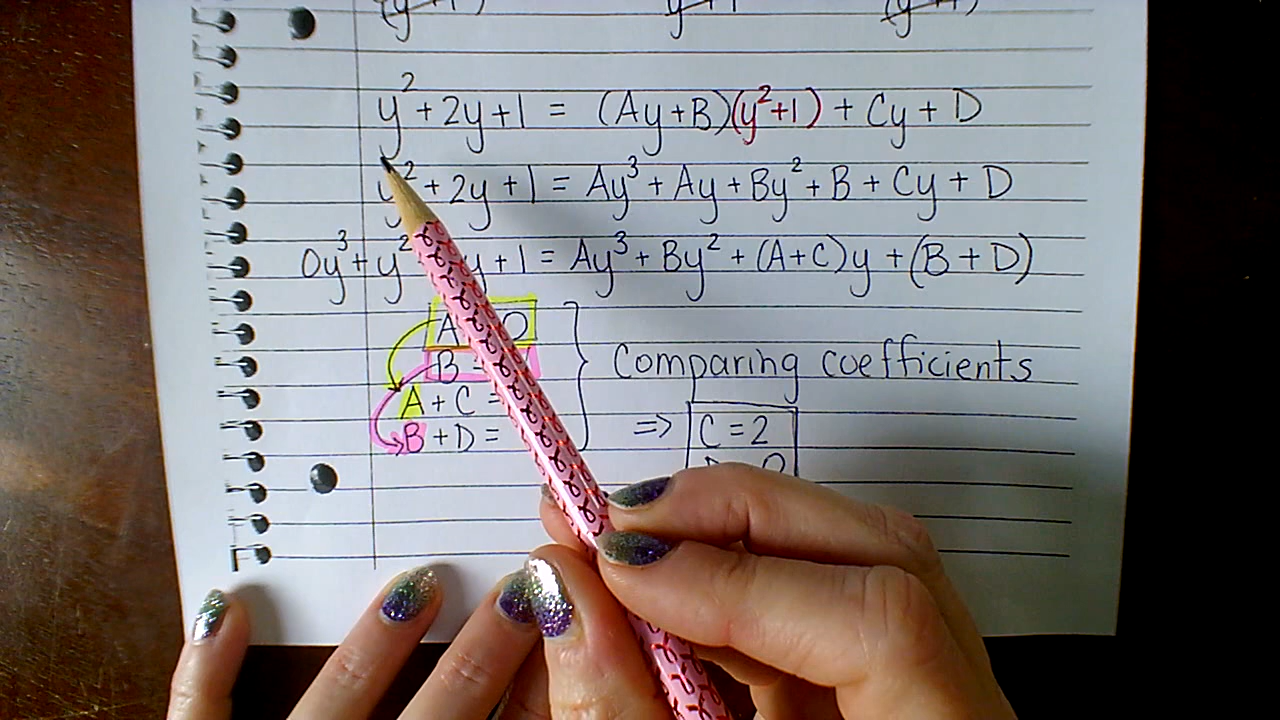 y² + 2y + 1 = (Ay + B)(y² + 1) + Cy + D
y² + 2y + 1 = Ay³ + Ay + By² + B + Cy + D
0y³ + y² y + 1 = Ay³ + By² + (A+C)y + (B + D)
A 0
B =
Comparing coefficients
A + C =
B + D =
⇒ C = 2